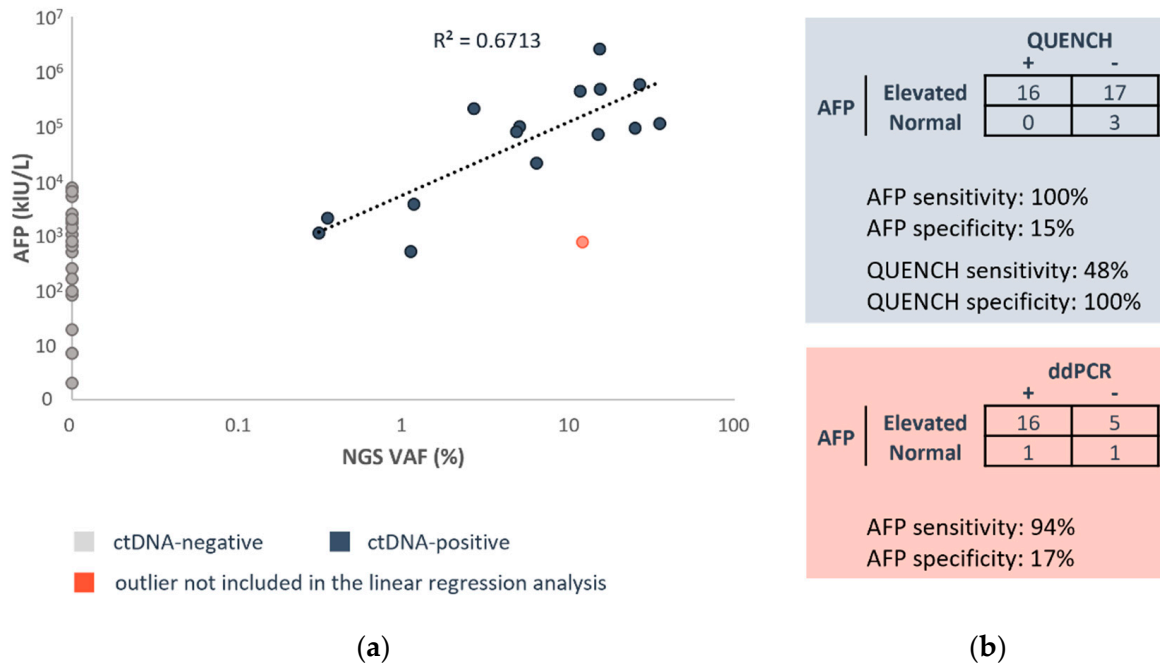 10⁷
10⁶
10⁵
10⁴
10³
10²
10
0
AFP (kIU/L)
R² = 0.6713
0 0.1 1 10 100
NGS VAF (%)
ctDNA-negative ctDNA-positive
outlier not included in the linear regression analysis
(a)
QUENCH
+ -
AFP Elevated 16 17
Normal 0 3
AFP sensitivity: 100%
AFP specificity: 15%
QUENCH sensitivity: 48%
QUENCH specificity: 100%
ddPCR
+ -
AFP Elevated 16 5
Normal 1 1
AFP sensitivity: 94%
AFP specificity: 17%
(b)